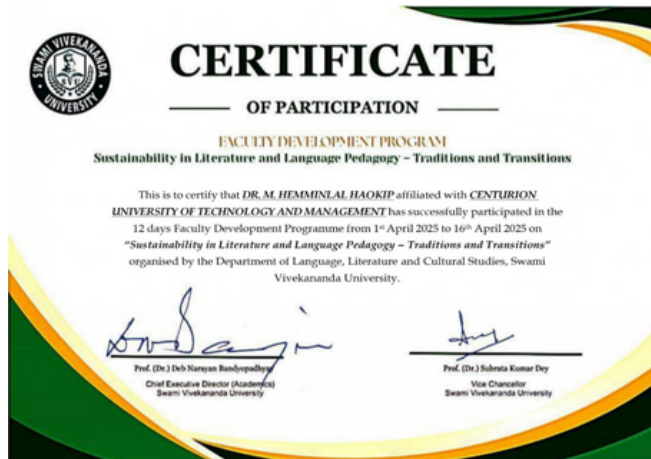 SWAMI VIVEKANANDA
UNIVERSITY
CERTIFICATE
OF PARTICIPATION
FACULTY DEVELOPMENT PROGRAM
Sustainability in Literature and Language Pedagogy – Traditions and Transitions
This is to certify that DR. M. HEMMINLAL HAOKIP affiliated with CENTURION
UNIVERSITY OF TECHNOLOGY AND MANAGEMENT has successfully participated in the
12 days Faculty Development Programme from 1st April 2025 to 16th April 2025 on
"Sustainability in Literature and Language Pedagogy – Traditions and Transitions"
organised by the Department of Language, Literature and Cultural Studies, Swami
Vivekananda University.
Prof. (Dr.) Deb Narayan Bandyopadhyay
Chief Executive Director (Academics)
Swami Vivekananda University
Prof. (Dr.) Subrata Kumar Dey
Vice Chancellor
Swami Vivekananda University